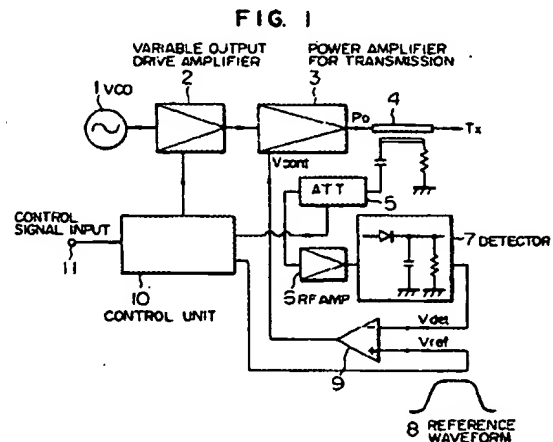 FIG. 1
VARIABLE OUTPUT
DRIVE AMPLIFIER
2
POWER AMPLIFIER
FOR TRANSMISSION
3
1 VCO
Po
4
Tx
Vcont
ATT
5
CONTROL
SIGNAL INPUT
11
10
CONTROL UNIT
6 RF AMP
7 DETECTOR
Vdet
Vref
9
8 REFERENCE
WAVEFORM